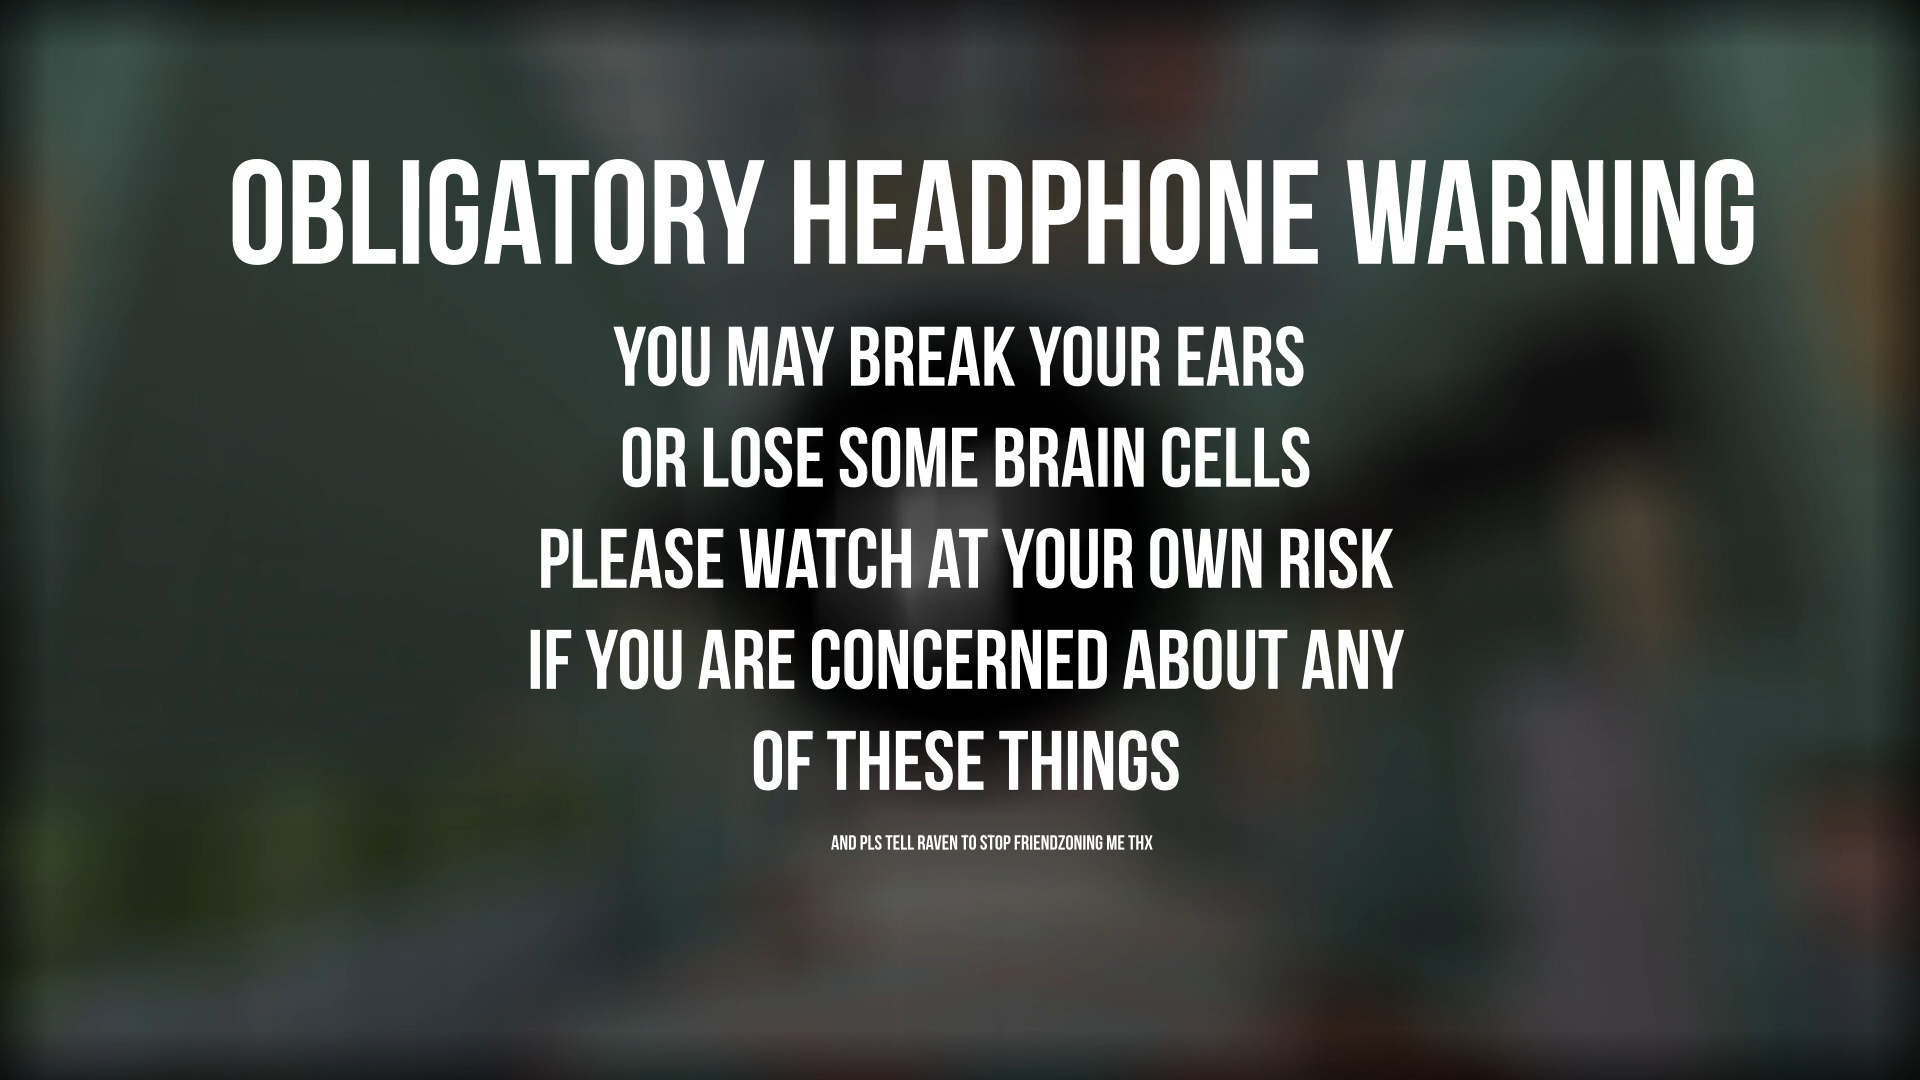 OBLIGATORY HEADPHONE WARNING
YOU MAY BREAK YOUR EARS
OR LOSE SOME BRAIN CELLS
PLEASE WATCH AT YOUR OWN RISK
IF YOU ARE CONCERNED ABOUT ANY
OF THESE THINGS
AND PLS TELL RAVEN TO STOP FRIENDZONING ME THX